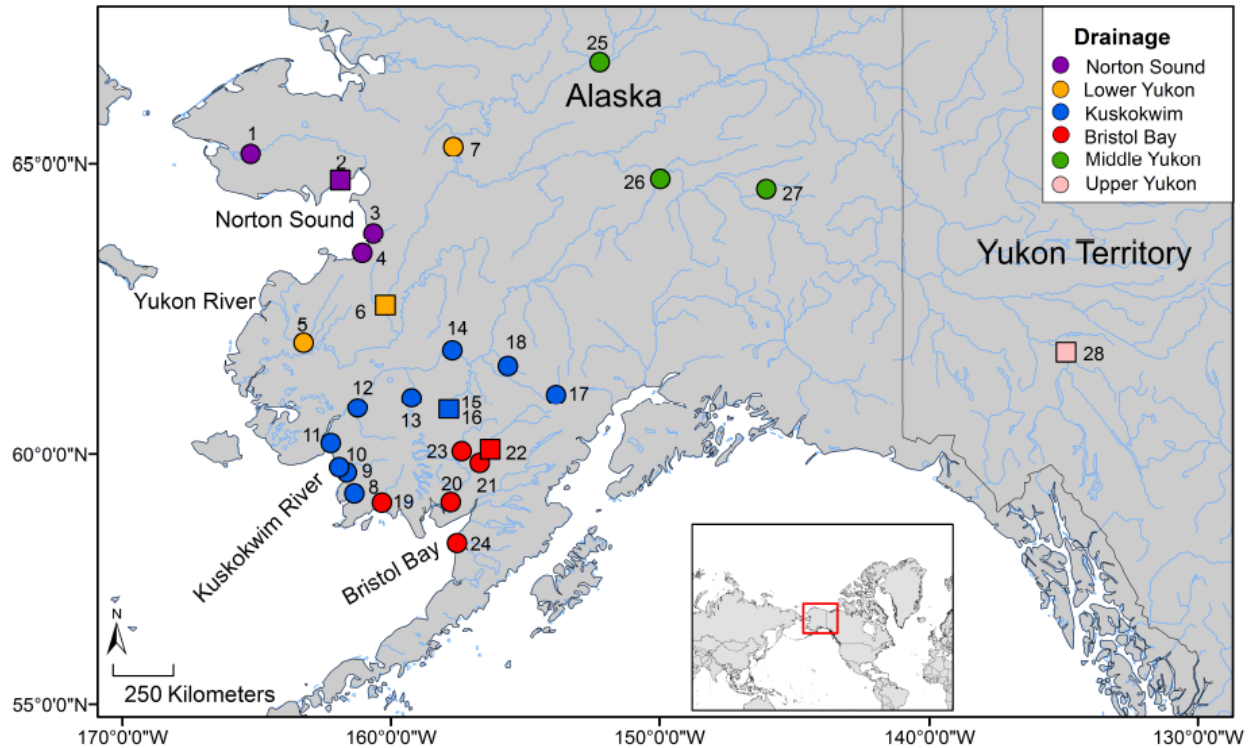 Drainage
Norton Sound
Lower Yukon
Kuskokwim
Bristol Bay
Middle Yukon
Upper Yukon
25
Alaska
1
7
65°0'0"N
2
26
27
3
Norton Sound
4
Yukon Territory
Yukon River
6
5
14
18
28
12
17
13
15
16
11
60°0'0"N
23
22
10
9
21
8
20
19
Kuskokwim River
24
Bristol Bay
N
250 Kilometers
55°0'0"N
170°0'0"W
160°0'0"W
150°0'0"W
140°0'0"W
130°0'0"W